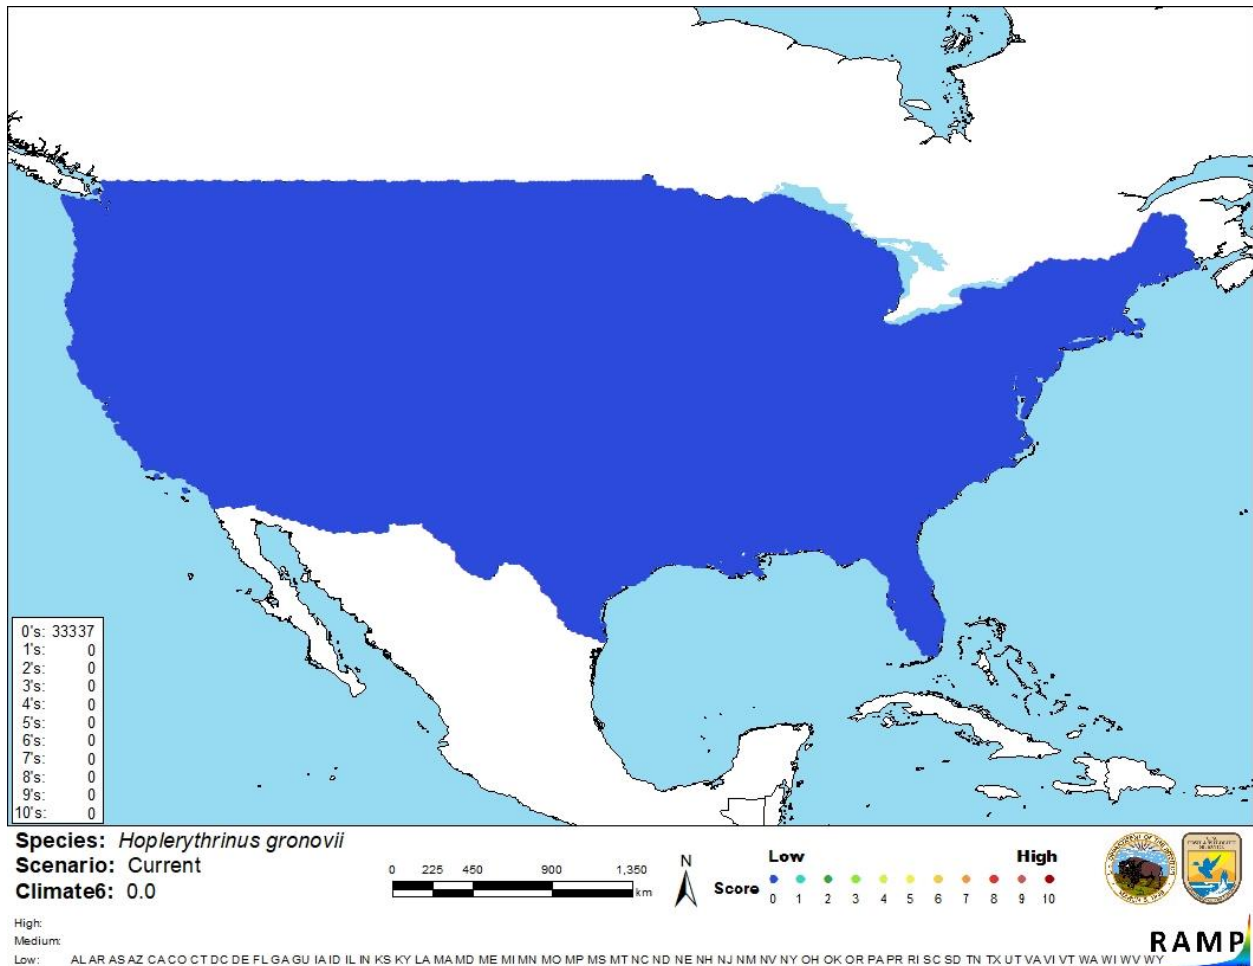 0's: 33337
1's: 0
2's: 0
3's: 0
4's: 0
5's: 0
6's: 0
7's: 0
8's: 0
9's: 0
10's: 0
Species: Hoplerythrinus gronovii
Scenario: Current
Climate6: 0.0
0 225 450 900 1,350
km
N
Low High
Score 0 1 2 3 4 5 6 7 8 9 10
RAMP
High:
Medium:
Low: AL AR AS AZ CA CO CT DC DE FL GA GU IA ID IL IN KS KY LA MA MD ME MI MN MO MP MS MT NC ND NE NH NJ NM NV NY OH OK OR PA PR RI SC SD TN TX UT VA VI VT WA WI WV WY